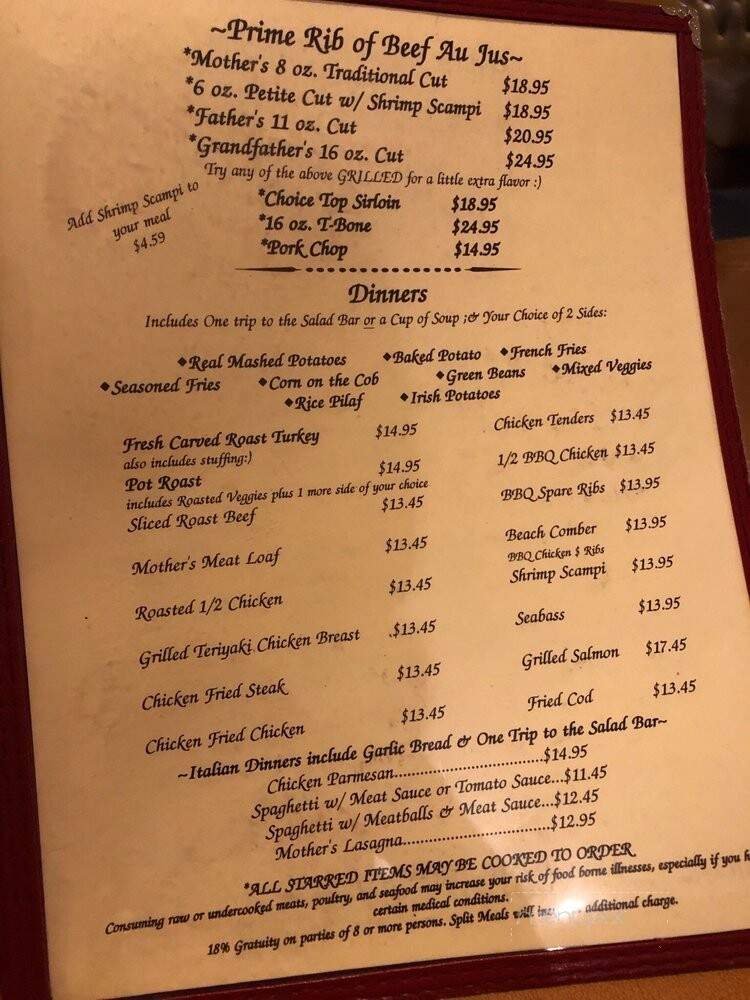 ~Prime Rib of Beef Au Jus~
*Mother's 8 oz. Traditional Cut $18.95
*6 oz. Petite Cut w/ Shrimp Scampi $18.95
*Father's 11 oz. Cut $20.95
*Grandfather's 16 oz. Cut $24.95
Try any of the above GRILLED for a little extra flavor :)
Add Shrimp Scampi to
your meal
$4.59
*Choice Top Sirloin $18.95
*16 oz. T-Bone $24.95
*Pork Chop $14.95
Dinners
Includes One trip to the Salad Bar or a Cup of Soup ;& Your Choice of 2 Sides:
◆Real Mashed Potatoes ◆Baked Potato ◆French Fries
◆Seasoned Fries ◆Corn on the Cob ◆Green Beans ◆Mixed Veggies
◆Rice Pilaf ◆Irish Potatoes
Fresh Carved Roast Turkey $14.95
also includes stuffing:)
Pot Roast $14.95
includes Roasted Veggies plus 1 more side of your choice
Sliced Roast Beef $13.45
Mother's Meat Loaf $13.45
Roasted 1/2 Chicken $13.45
Grilled Teriyaki Chicken Breast .$13.45
Chicken Fried Steak $13.45
Chicken Fried Chicken $13.45
Chicken Tenders $13.45
1/2 BBQ Chicken $13.45
BBQ Spare Ribs $13.95
Beach Comber $13.95
BBQ Chicken $ Ribs
Shrimp Scampi $13.95
Seabass $13.95
Grilled Salmon $17.45
Fried Cod $13.45
~Italian Dinners include Garlic Bread & One Trip to the Salad Bar~
Chicken Parmesan..................................$14.95
Spaghetti w/ Meat Sauce or Tomato Sauce...$11.45
Spaghetti w/ Meatballs & Meat Sauce...$12.45
Mother's Lasagna..................................$12.95
*ALL STARRED ITEMS MAY BE COOKED TO ORDER
Consuming raw or undercooked meats, poultry, and seafood may increase your risk of food borne illnesses, especially if you
certain medical conditions.
18% Gratuity on parties of 8 or more persons. Split Meals will additional charge.